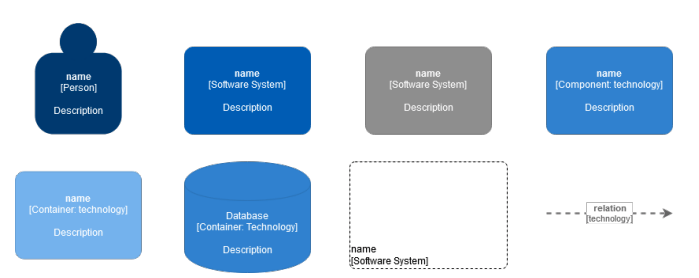 name
[Person]
Description
name
[Software System]
Description
name
[Software System]
Description
name
[Component: technology]
Description
name
[Container: technology]
Description
Database
[Container: Technology]
Description
name
[Software System]
relation
[technology]